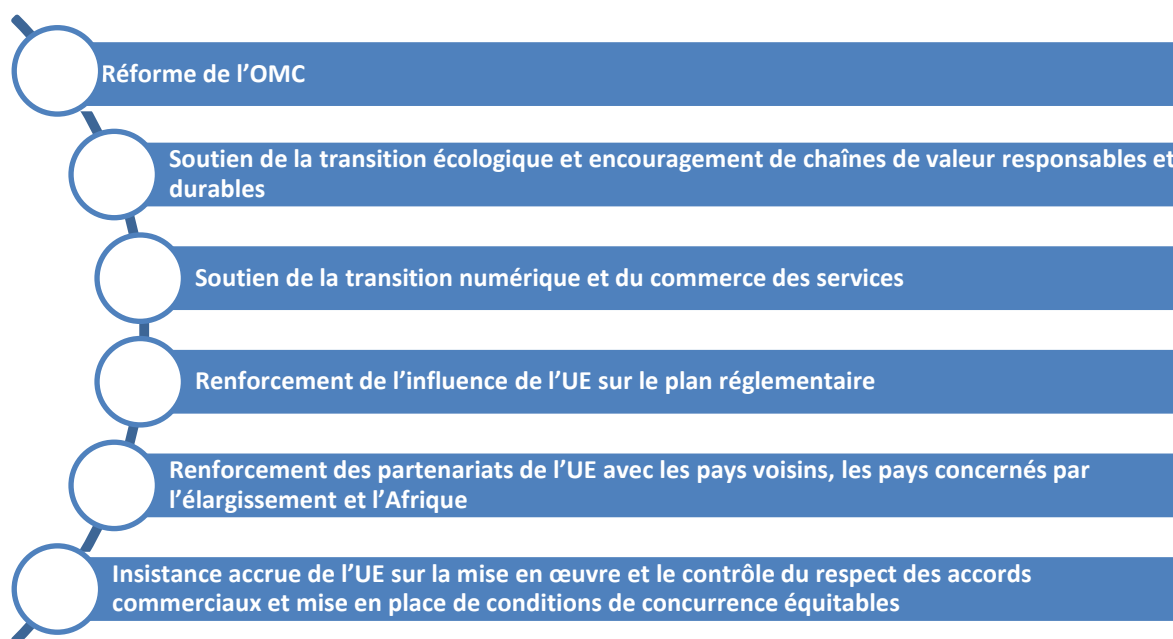 Réforme de l’OMC
Soutien de la transition écologique et encouragement de chaînes de valeur responsables et
durables
Soutien de la transition numérique et du commerce des services
Renforcement de l’influence de l’UE sur le plan réglementaire
Renforcement des partenariats de l’UE avec les pays voisins, les pays concernés par
l’élargissement et l’Afrique
Insistance accrue de l’UE sur la mise en œuvre et le contrôle du respect des accords
commerciaux et mise en place de conditions de concurrence équitables